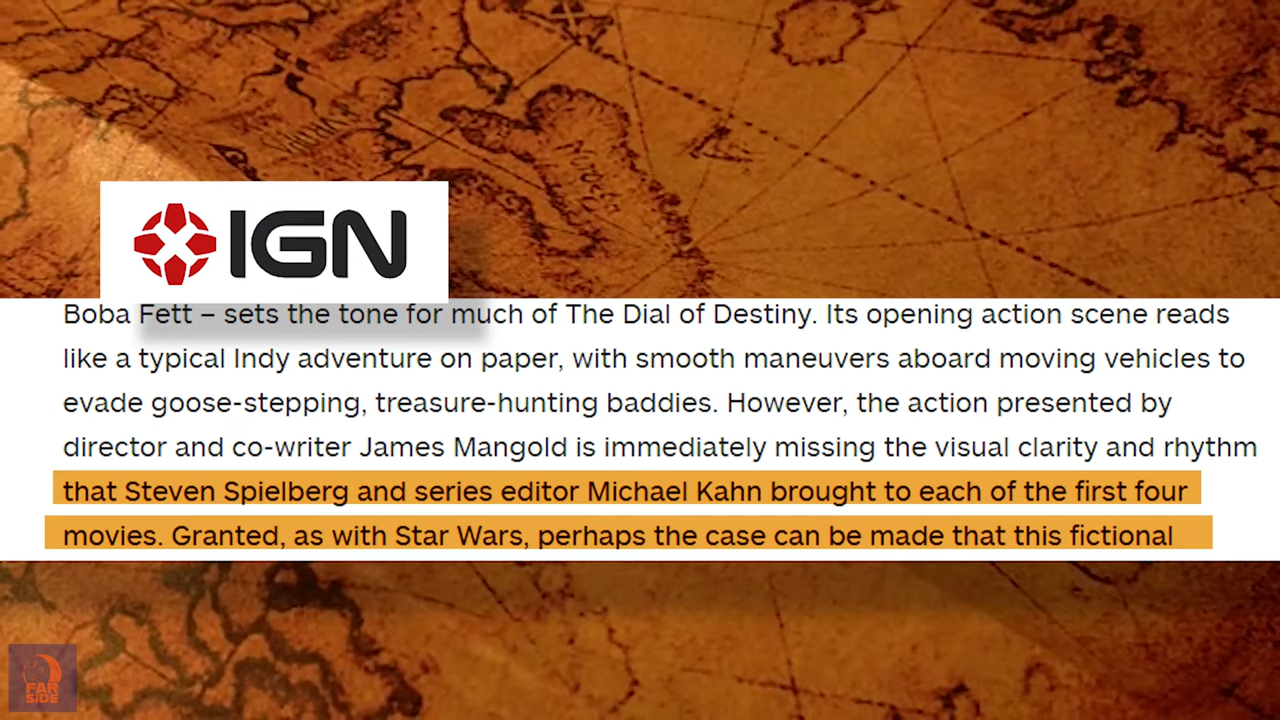 IGN
Boba Fett – sets the tone for much of The Dial of Destiny. Its opening action scene reads
like a typical Indy adventure on paper, with smooth maneuvers aboard moving vehicles to
evade goose-stepping, treasure-hunting baddies. However, the action presented by
director and co-writer James Mangold is immediately missing the visual clarity and rhythm
that Steven Spielberg and series editor Michael Kahn brought to each of the first four
movies. Granted, as with Star Wars, perhaps the case can be made that this fictional
FAR
SIDE